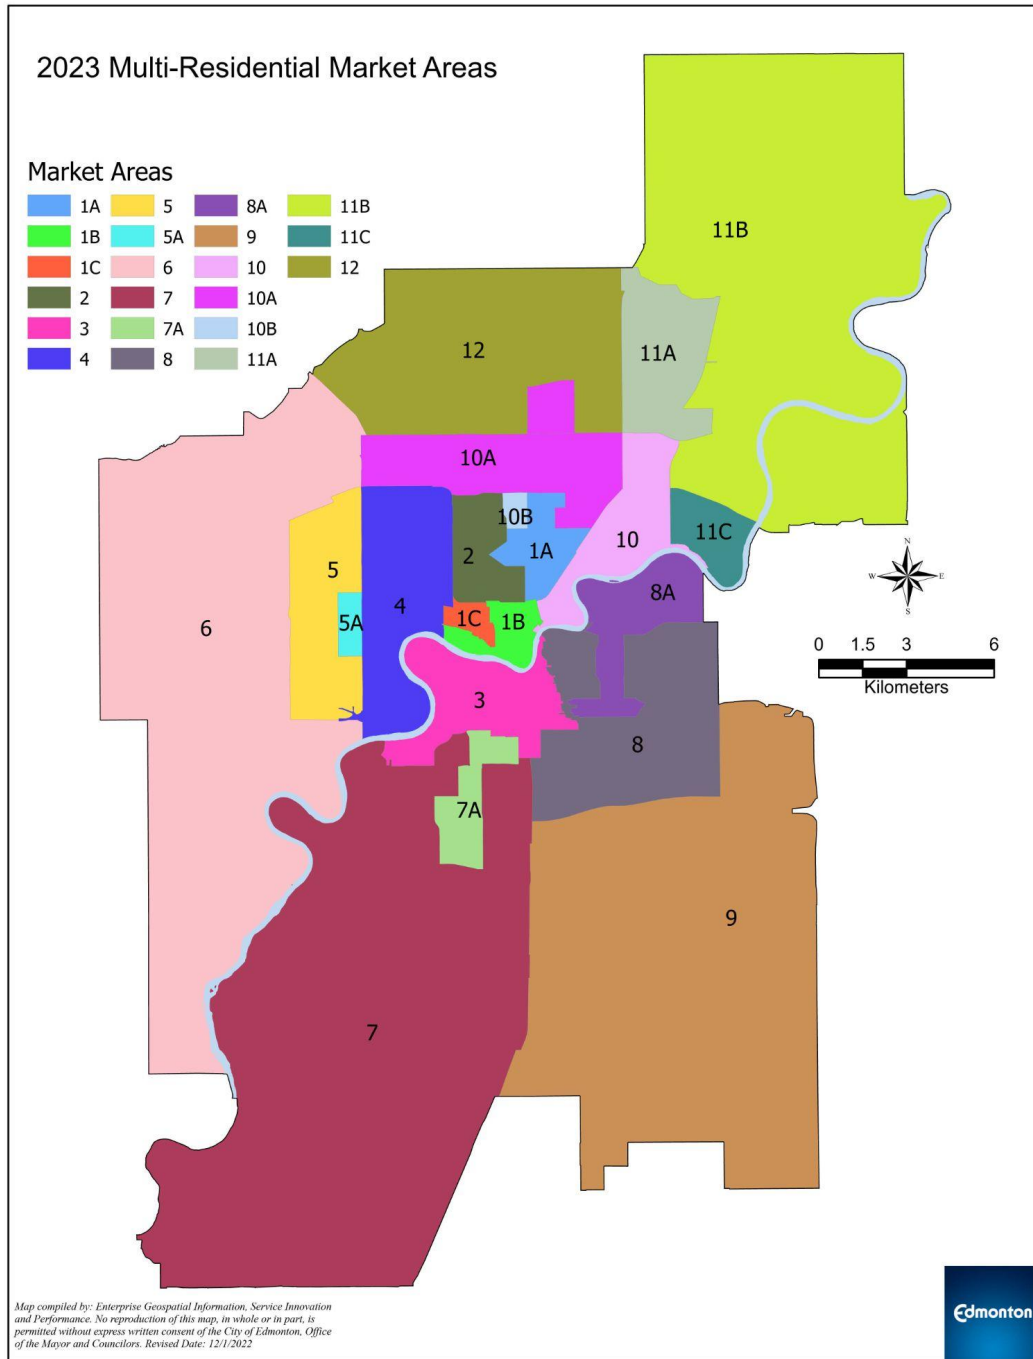 2023 Multi-Residential Market Areas
Market Areas
1A 5 8A 11B
1B 5A 9 11C
1C 6 10 12
2 7 10A
3 7A 10B
4 8 11A
11B
12
11A
10A
10B
11C
5
2
1A
10
5A
4
1C
1B
8A
6
3
8
7A
9
7
N
W E
S
0 1.5 3 6
Kilometers
Map compiled by: Enterprise Geospatial Information, Service Innovation
and Performance. No reproduction of this map, in whole or in part, is
permitted without express written consent of the City of Edmonton, Office
of the Mayor and Councilors. Revised Date: 12/1/2022
Edmonton